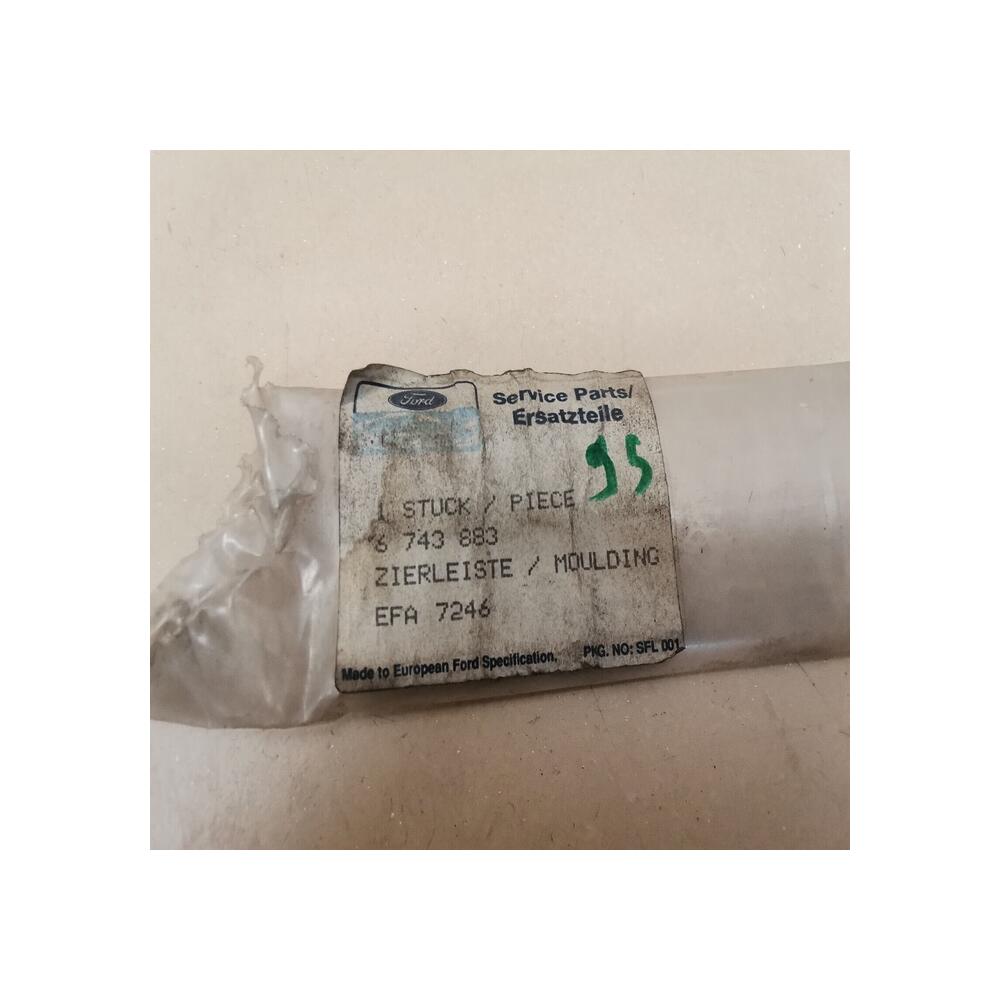 Ford
Service Parts/
Ersatzteile
95
1 STUCK / PIECE
6 743 883
ZIERLEISTE / MOULDING
EFA 7246
Made to European Ford Specification.
PKG. NO: SFL 001